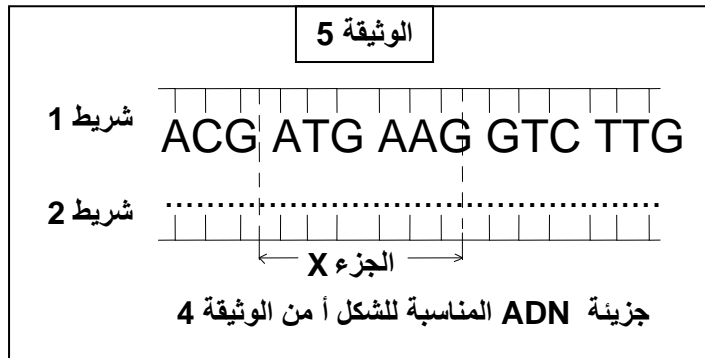 الوثيقة 5
شريط 1
ACG ATG AAG GTC TTG
شريط 2
الجزء X
جزيئة ADN المناسبة للشكل أ من الوثيقة 4